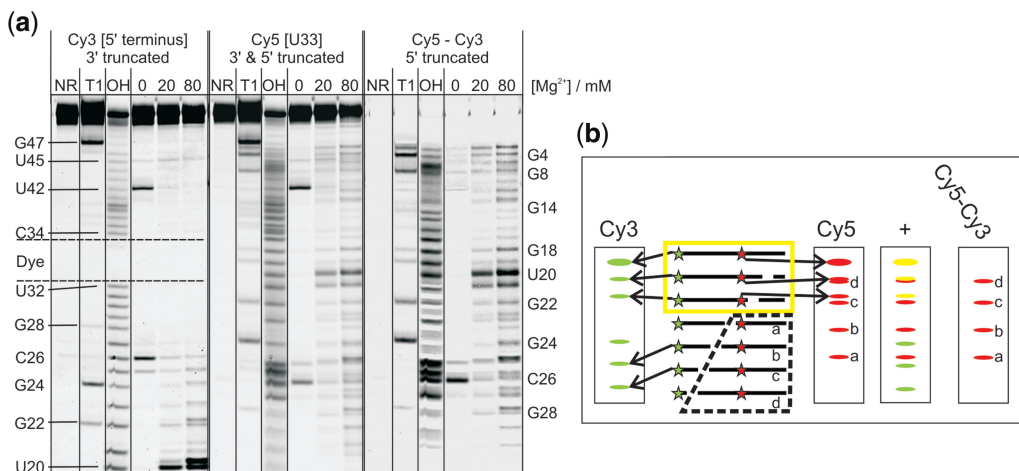 (a)
Cy3 [5' terminus] Cy5 [U33] Cy5 - Cy3
3' truncated 3' & 5' truncated 5' truncated
NR T1 OH 0 20 80 NR T1 OH 0 20 80 NR T1 OH 0 20 80 [Mg2+] / mM
G47
U45
U42
C34
Dye
U32
G28
C26
G24
G22
U20
G4
G8
G14
G18
U20
G22
G24
C26
G28
(b)
Cy3 Cy5 + Cy5-Cy3
a
b
c
d
d
c
b
a
d
c
b
a